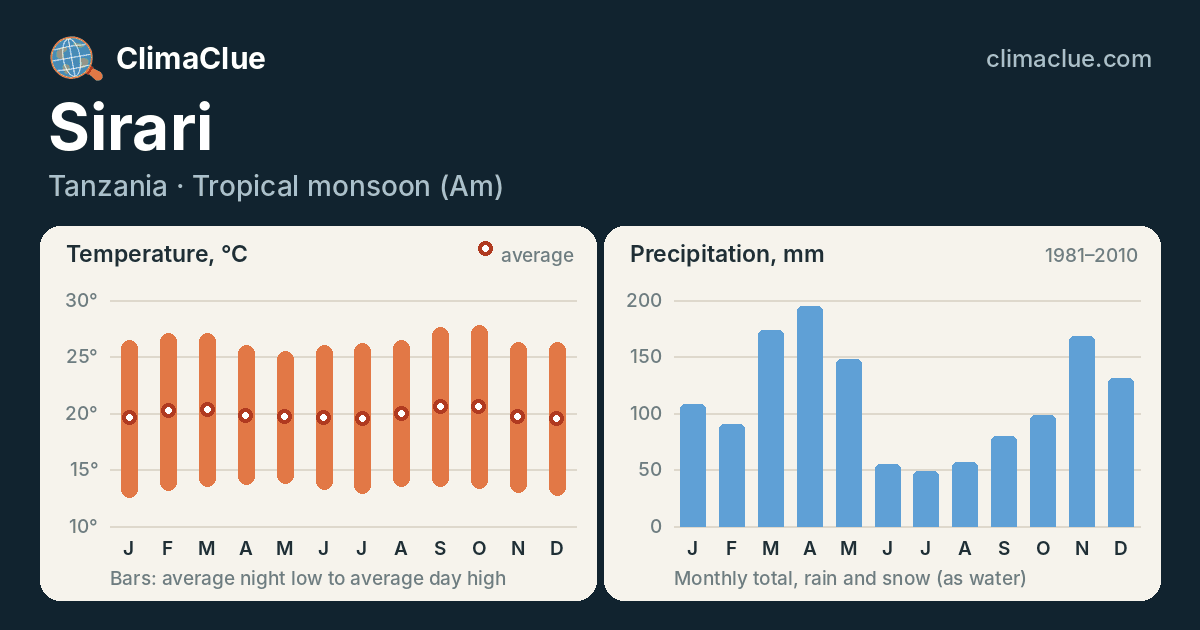 ClimaClue
climaclue.com
Sirari
Tanzania · Tropical monsoon (Am)
Temperature, °C
average
30°
25°
20°
15°
10°
J F M A M J J A S O N D
Bars: average night low to average day high
Precipitation, mm
1981–2010
200
150
100
50
0
J F M A M J J A S O N D
Monthly total, rain and snow (as water)